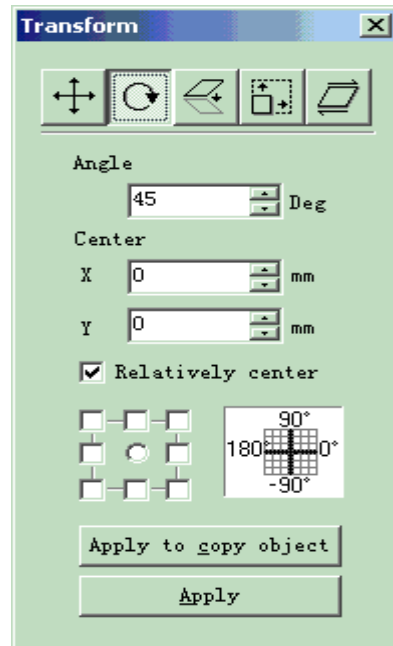 Transform
Angle
45 Deg
Center
X 0 mm
Y 0 mm
Relatively center
90°
180° 0°
-90°
Apply to copy object
Apply